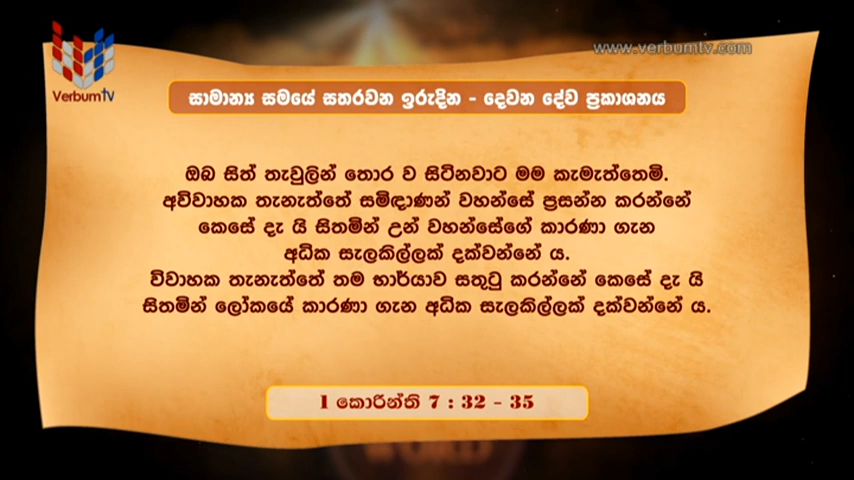 www.verbumtv.com
VerbumTV
සාමාන්‍ය සමයේ සතරවන ඉරුදින - දෙවන දේව ප්‍රකාශනය
ඔබ සිත් තැවුලින් තොර ව සිටිනවාට මම කැමැත්තෙමි.
අවිවාහක තැනැත්තේ සමිඳාණන් වහන්සේ ප්‍රසන්න කරන්නේ
කෙසේ දැ යි සිතමින් උන් වහන්සේගේ කාරණා ගැන
අධික සැලකිල්ලක් දක්වන්නේ ය.
විවාහක තැනැත්තේ තම භාර්යාව සතුටු කරන්නේ කෙසේ දැ යි
සිතමින් ලෝකයේ කාරණා ගැන අධික සැලකිල්ලක් දක්වන්නේ ය.
1 කොරින්ති 7 : 32 - 35